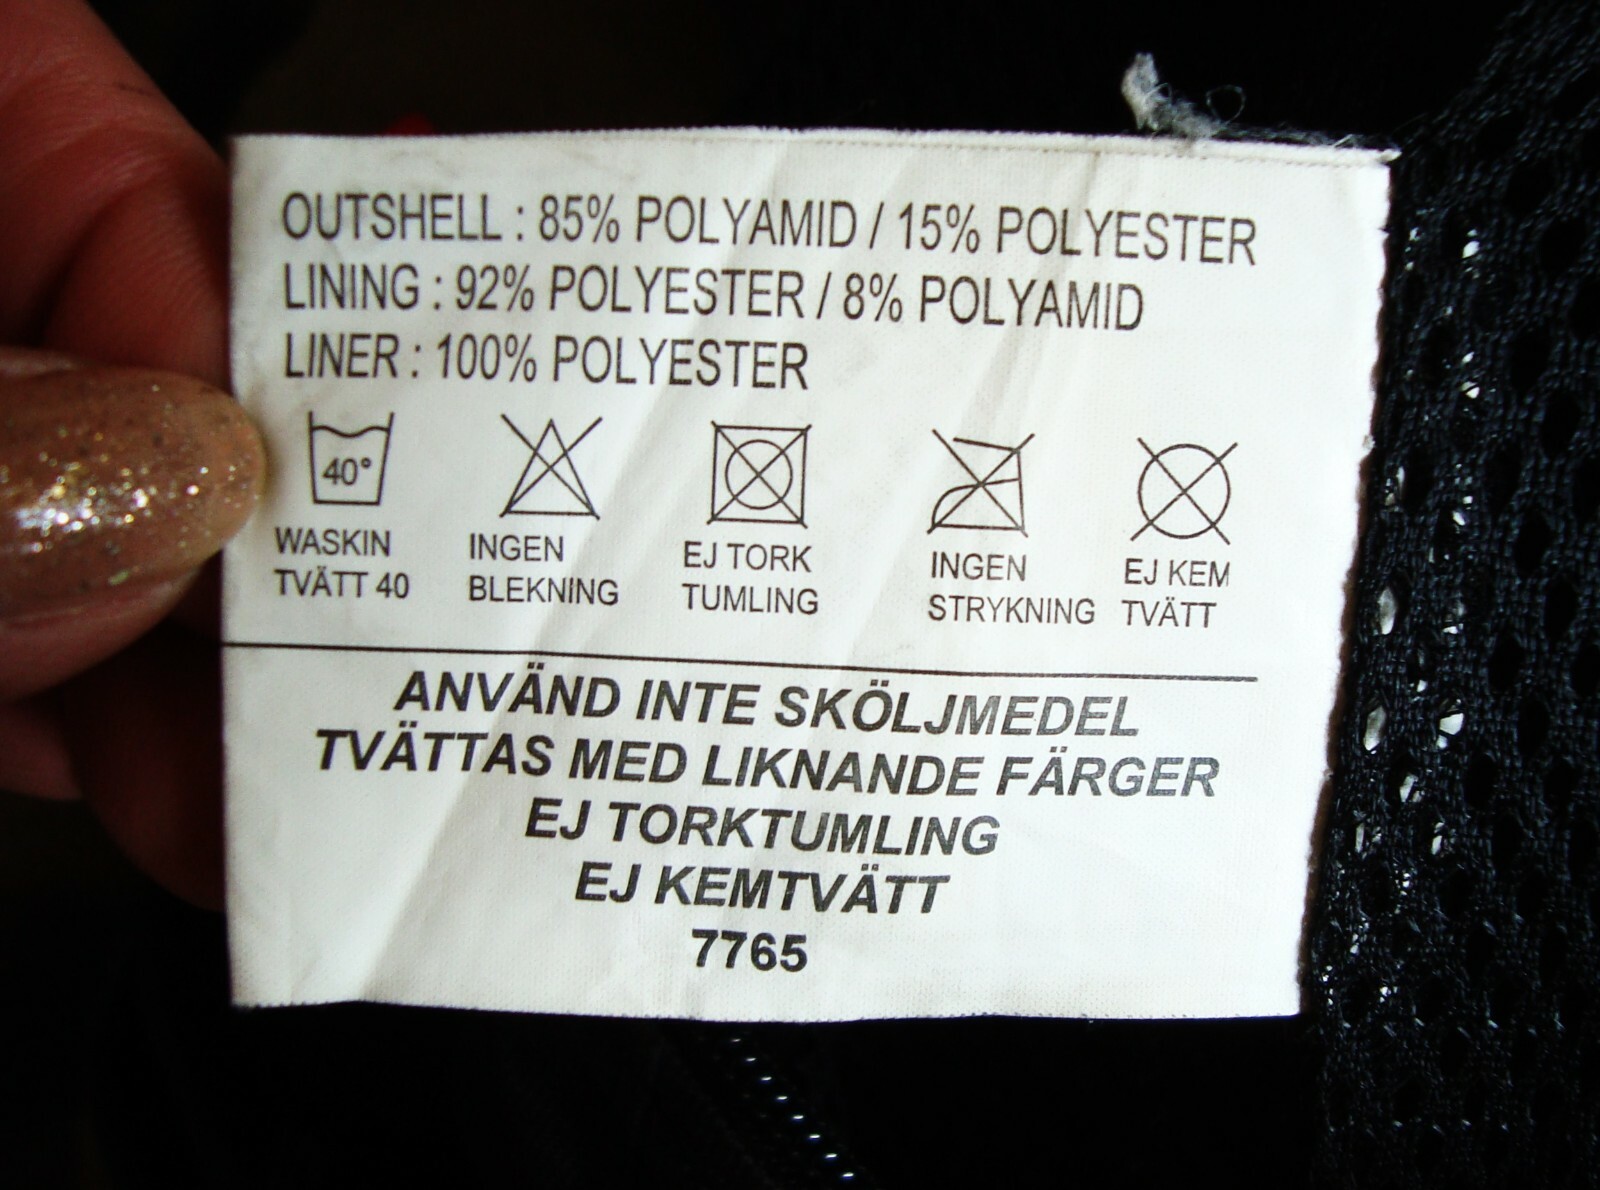 OUTSHELL : 85% POLYAMID / 15% POLYESTER
LINING : 92% POLYESTER / 8% POLYAMID
LINER : 100% POLYESTER
40°
WASKIN
TVÄTT 40
INGEN
BLEKNING
EJ TORK
TUMLING
INGEN
STRYKNING
EJ KEM
TVÄTT
ANVÄND INTE SKÖLJMEDEL
TVÄTTAS MED LIKNANDE FÄRGER
EJ TORKTUMLING
EJ KEMTVÄTT
7765